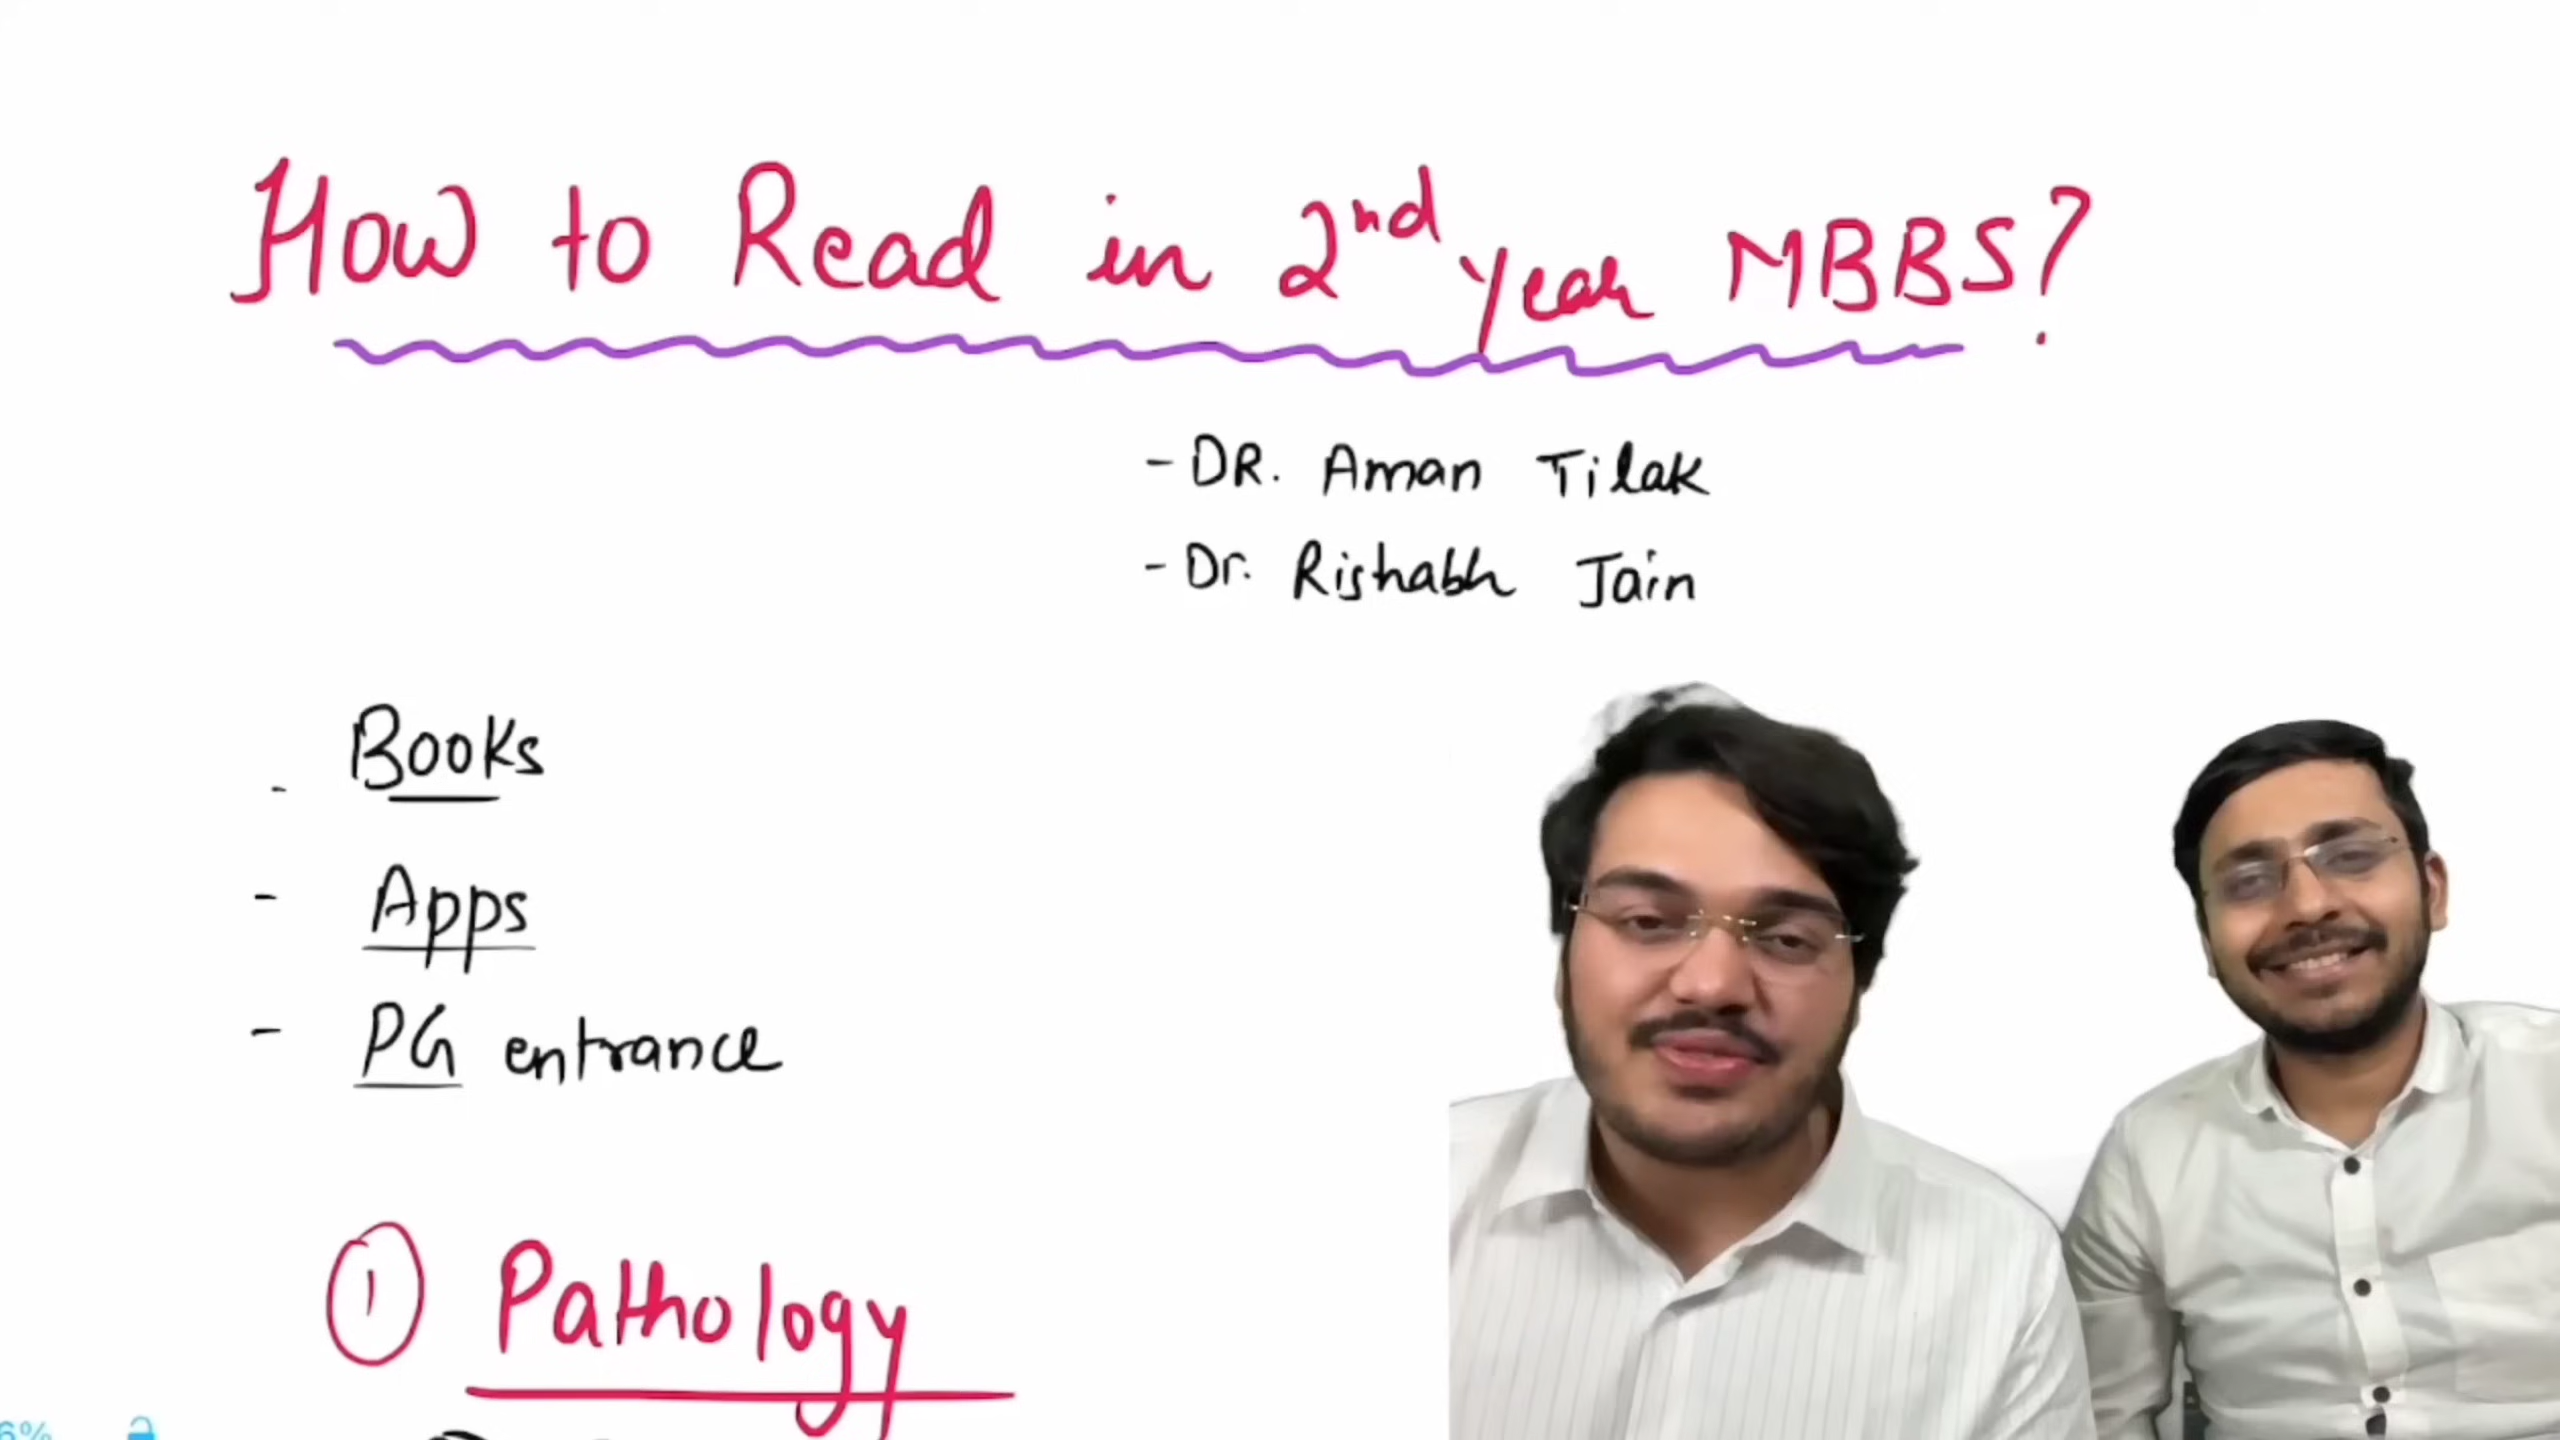 How to Read in 2nd year MBBS?
- DR. Aman Tilak
- Dr. Rishabh Jain
- Books
- Apps
- PG entrance
① Pathology
6%